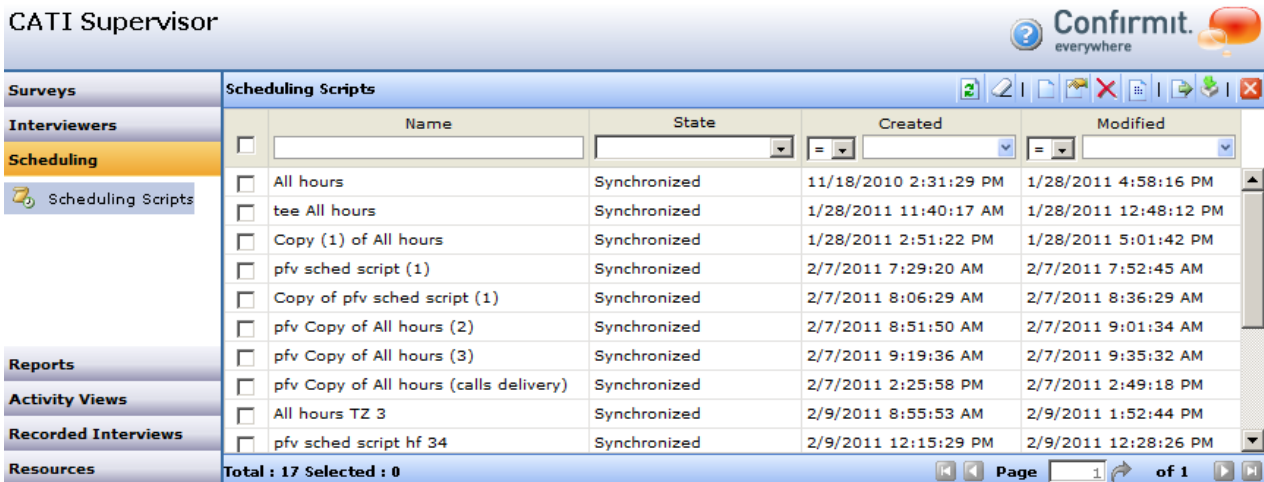 CATI Supervisor
Confirmit.
everywhere
Surveys
Interviewers
Scheduling
Scheduling Scripts
Reports
Activity Views
Recorded Interviews
Resources
Scheduling Scripts
Name State Created Modified
= =
All hours Synchronized 11/18/2010 2:31:29 PM 1/28/2011 4:58:16 PM
tee All hours Synchronized 1/28/2011 11:40:17 AM 1/28/2011 12:48:12 PM
Copy (1) of All hours Synchronized 1/28/2011 2:51:22 PM 1/28/2011 5:01:42 PM
pfv sched script (1) Synchronized 2/7/2011 7:29:20 AM 2/7/2011 7:52:45 AM
Copy of pfv sched script (1) Synchronized 2/7/2011 8:06:29 AM 2/7/2011 8:36:29 AM
pfv Copy of All hours (2) Synchronized 2/7/2011 8:51:50 AM 2/7/2011 9:01:34 AM
pfv Copy of All hours (3) Synchronized 2/7/2011 9:19:36 AM 2/7/2011 9:35:32 AM
pfv Copy of All hours (calls delivery) Synchronized 2/7/2011 2:25:58 PM 2/7/2011 2:49:18 PM
All hours TZ 3 Synchronized 2/9/2011 8:55:53 AM 2/9/2011 1:52:44 PM
pfv sched script hf 34 Synchronized 2/9/2011 12:15:29 PM 2/9/2011 12:28:26 PM
Total : 17 Selected : 0 Page 1 of 1